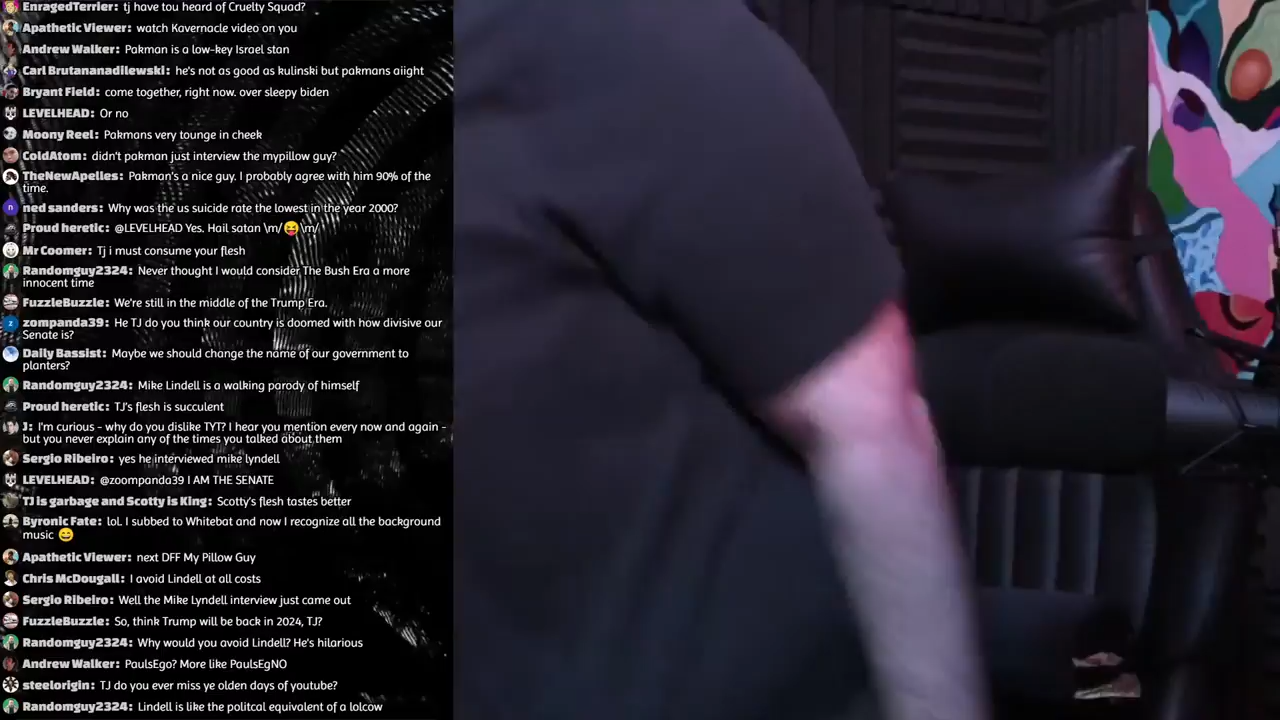 EnragedTerrier: tj have tou heard of Cruelty Squad?
Apathetic Viewer: watch Kavernacle video on you
Andrew Walker: Pakman is a low-key Israel stan
Carl Brutananadilewski: he's not as good as kulinski but pakmans aiight
Bryant Field: come together, right now. over sleepy biden
LEVELHEAD: Or no
Moony Reel: Pakmans very tounge in cheek
ColdAtom: didn't pakman just interview the mypillow guy?
TheNewApelles: Pakman's a nice guy. I probably agree with him 90% of the
time.
n
ned sanders: Why was the us suicide rate the lowest in the year 2000?
Proud heretic: @LEVELHEAD Yes. Hail satan \m/😝\m/
Mr Coomer: Tj i must consume your flesh
Randomguy2324: Never thought I would consider The Bush Era a more
innocent time
FuzzleBuzzle: We're still in the middle of the Trump Era.
z
zompanda39: He TJ do you think our country is doomed with how divisive our
Senate is?
Daily Bassist: Maybe we should change the name of our government to
planters?
Randomguy2324: Mike Lindell is a walking parody of himself
Proud heretic: TJ's flesh is succulent
J: I'm curious - why do you dislike TYT? I hear you mention every now and again -
but you never explain any of the times you talked about them
Sergio Ribeiro: yes he interviewed mike lyndell
LEVELHEAD: @zoompanda39 I AM THE SENATE
TJ is garbage and Scotty is King: Scotty's flesh tastes better
Byronic Fate: lol. I subbed to Whitebat and now I recognize all the background
music 😄
Apathetic Viewer: next DFF My Pillow Guy
Chris McDougall: I avoid Lindell at all costs
Sergio Ribeiro: Well the Mike Lyndell interview just came out
FuzzleBuzzle: So, think Trump will be back in 2024, TJ?
Randomguy2324: Why would you avoid Lindell? He's hilarious
Andrew Walker: PaulsEgo? More like PaulsEgNO
steelorigin: TJ do you ever miss ye olden days of youtube?
Randomguy2324: Lindell is like the politcal equivalent of a lolcow